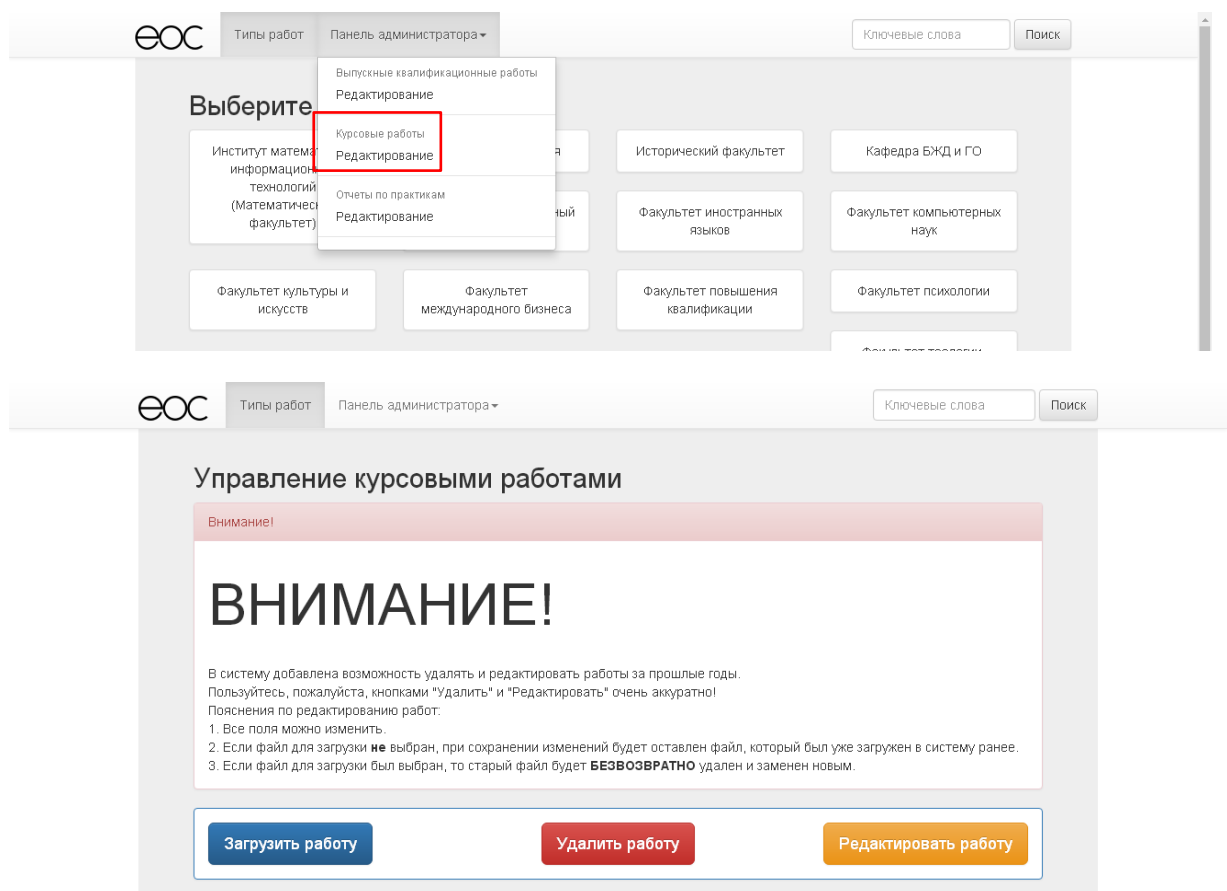 eoc Типы работ Панель администратора Ключевые слова Поиск
Выпускные квалификационные работы
Редактирование
Курсовые работы
Редактирование
Отчеты по практикам
Редактирование
Выберите
Институт
информацион
технологий
(Математичес
факультет)
Исторический факультет
Кафедра БЖД и ГО
Факультет иностранных
языков
Факультет компьютерных
наук
Факультет культуры и
искусств
Факультет
международного бизнеса
Факультет повышения
квалификации
Факультет психологии
eoc Типы работ Панель администратора Ключевые слова Поиск
Управление курсовыми работами
Внимание!
ВНИМАНИЕ!
В систему добавлена возможность удалять и редактировать работы за прошлые годы.
Пользуйтесь, пожалуйста, кнопками "Удалить" и "Редактировать" очень аккуратно!
Пояснения по редактированию работ:
1. Все поля можно изменить.
2. Если файл для загрузки не выбран, при сохранении изменений будет оставлен файл, который был уже загружен в систему ранее.
3. Если файл для загрузки был выбран, то старый файл будет БЕЗВОЗВРАТНО удален и заменен новым.
Загрузить работу Удалить работу Редактировать работу